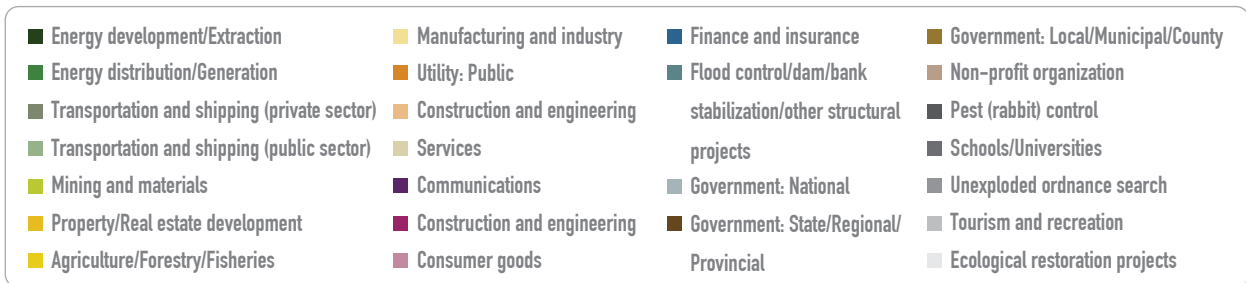 Energy development/Extraction
Energy distribution/Generation
Transportation and shipping (private sector)
Transportation and shipping (public sector)
Mining and materials
Property/Real estate development
Agriculture/Forestry/Fisheries
Manufacturing and industry
Utility: Public
Construction and engineering
Services
Communications
Construction and engineering
Consumer goods
Finance and insurance
Flood control/dam/bank
stabilization/other structural
projects
Government: National
Government: State/Regional/
Provincial
Government: Local/Municipal/County
Non-profit organization
Pest (rabbit) control
Schools/Universities
Unexploded ordnance search
Tourism and recreation
Ecological restoration projects